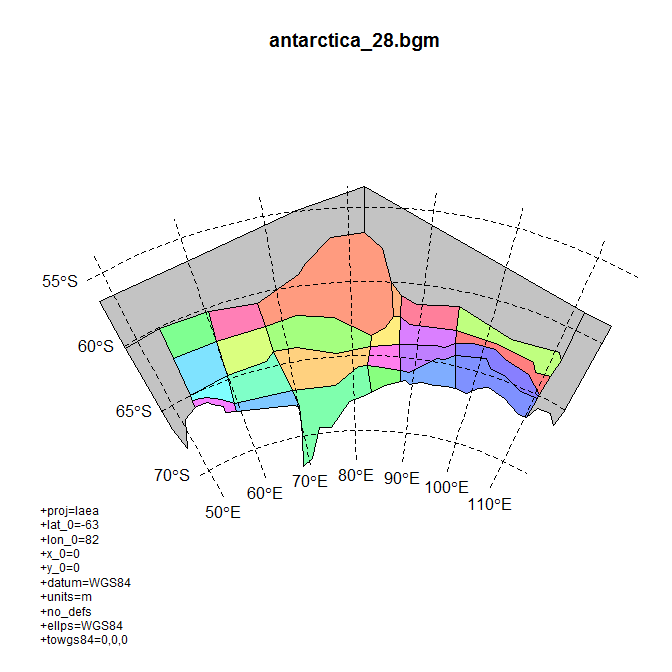 antarctica_28.bgm
55°S
60°S
65°S
70°S
50°E
60°E
70°E
80°E
90°E
100°E
110°E
+proj=laea
+lat_0=-63
+lon_0=82
+x_0=0
+y_0=0
+datum=WGS84
+units=m
+no_defs
+ellps=WGS84
+towgs84=0,0,0